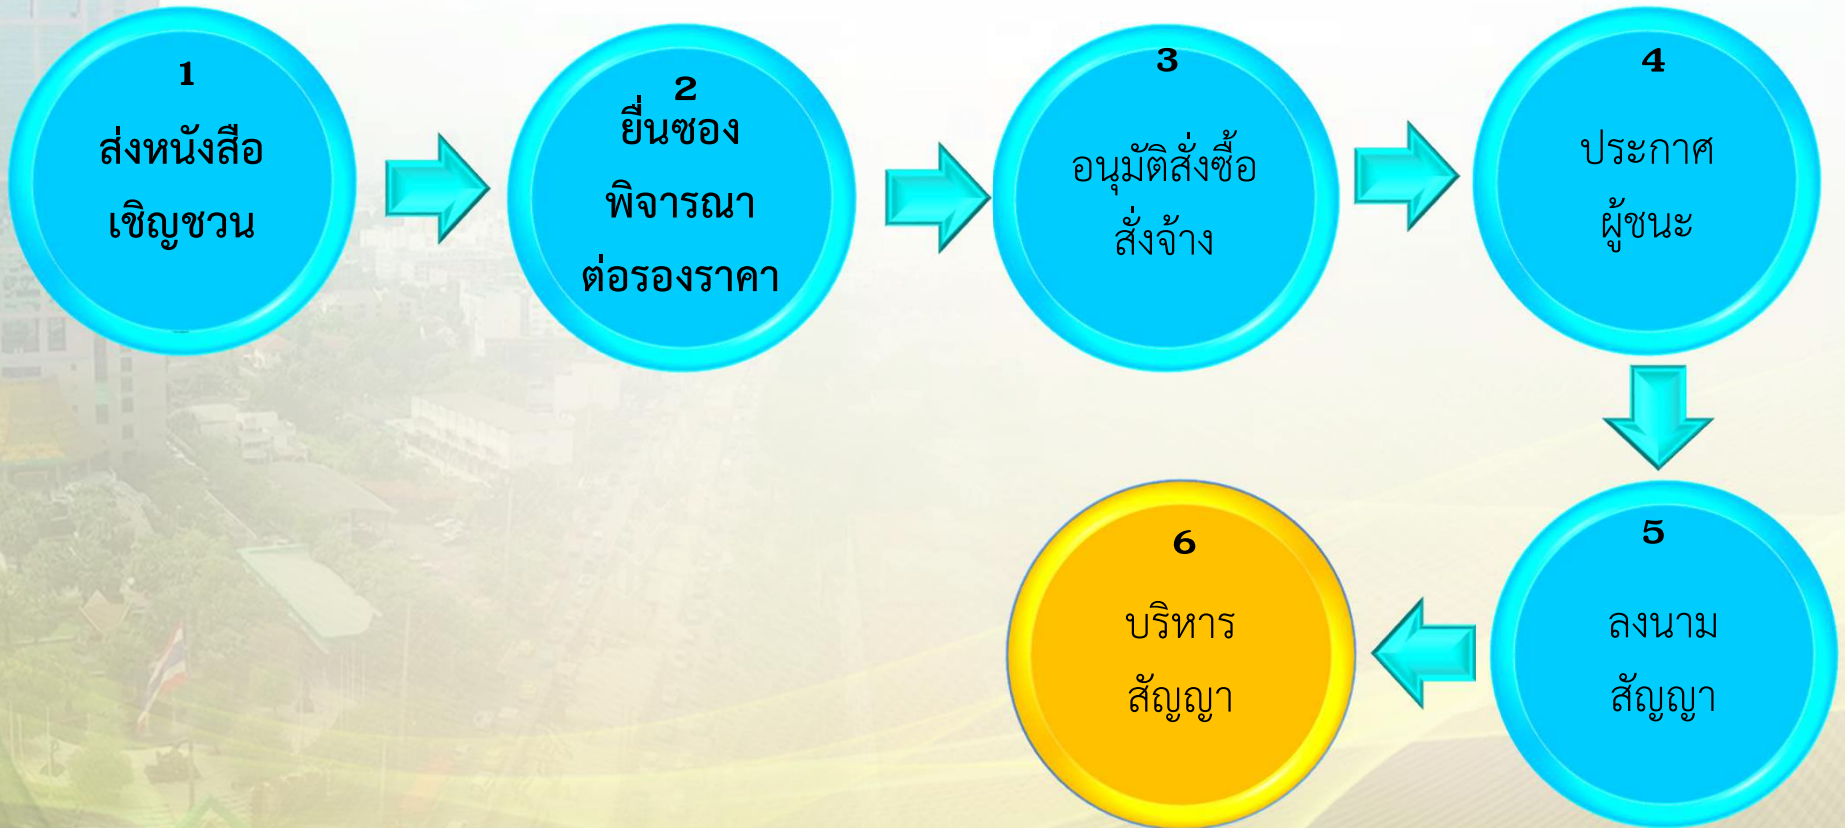 1
ส่งหนังสือ
เชิญชวน
2
ยื่นซอง
พิจารณา
ต่อรองราคา
3
อนุมัติสั่งซื้อ
สั่งจ้าง
4
ประกาศ
ผู้ชนะ
5
ลงนาม
สัญญา
6
บริหาร
สัญญา